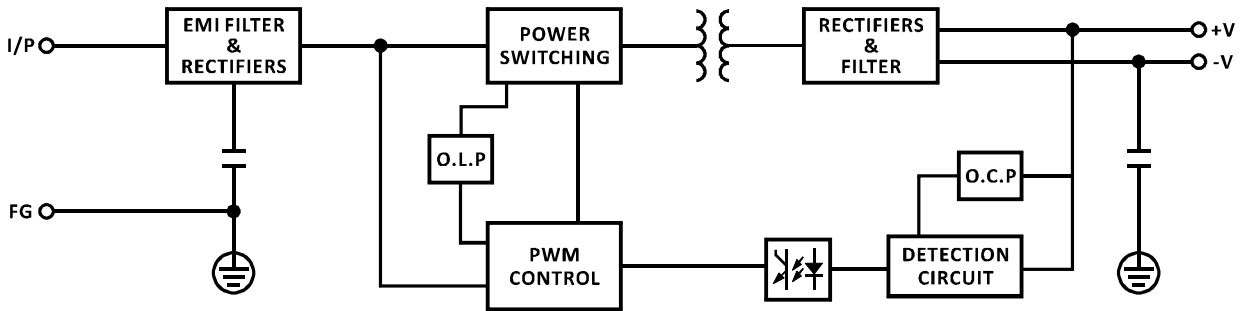 I/P
EMI FILTER
&
RECTIFIERS
POWER
SWITCHING
RECTIFIERS
&
FILTER
+V
-V
O.L.P
O.C.P
FG
PWM
CONTROL
DETECTION
CIRCUIT